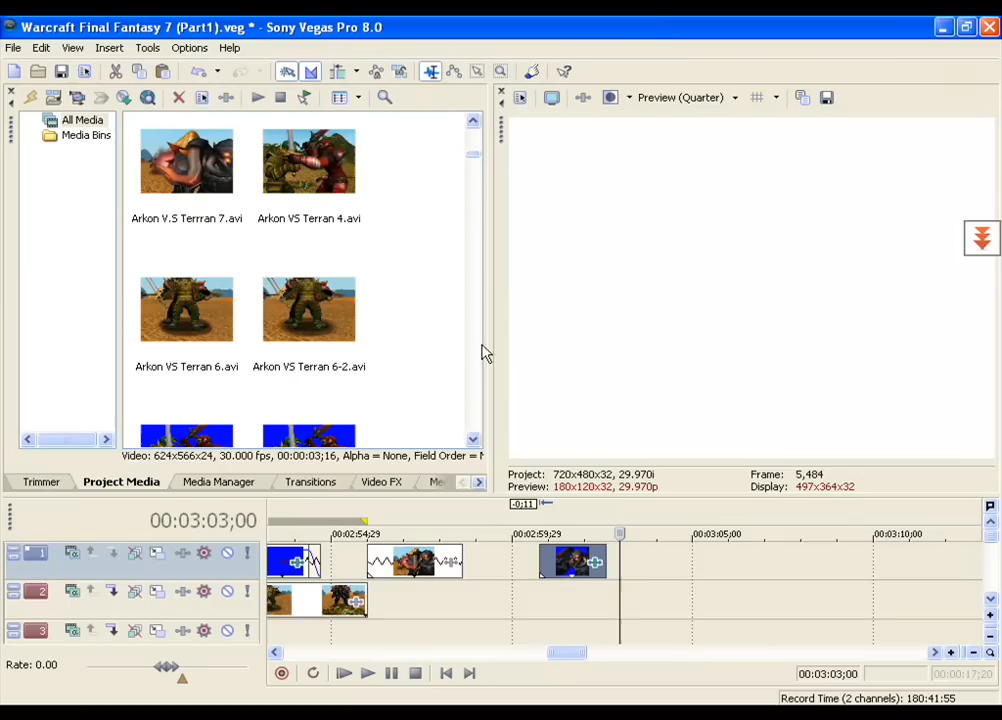 Warcraft Final Fantasy 7 (Part1).veg * - Sony Vegas Pro 8.0
File Edit View Insert Tools Options Help
Preview (Quarter)
All Media
Media Bins
Arkon V.S Terrran 7.avi
Arkon VS Terran 4.avi
Arkon VS Terran 6.avi
Arkon VS Terran 6-2.avi
Video: 624x566x24, 30.000 fps, 00:00:03;16, Alpha = None, Field Order = N
Trimmer
Project Media
Media Manager
Transitions
Video FX
Me
Project: 720x480x32, 29.970i
Frame: 5,484
Preview: 180x120x32, 29.970p
Display: 497x364x32
-0;11
00:03:03;00
00:02:54;29
00:02:59;29
00:03:05;00
00:03:10;00
1
2
3
Rate: 0.00
00:03:03;00
00:00:17;20
Record Time (2 channels): 180:41:55